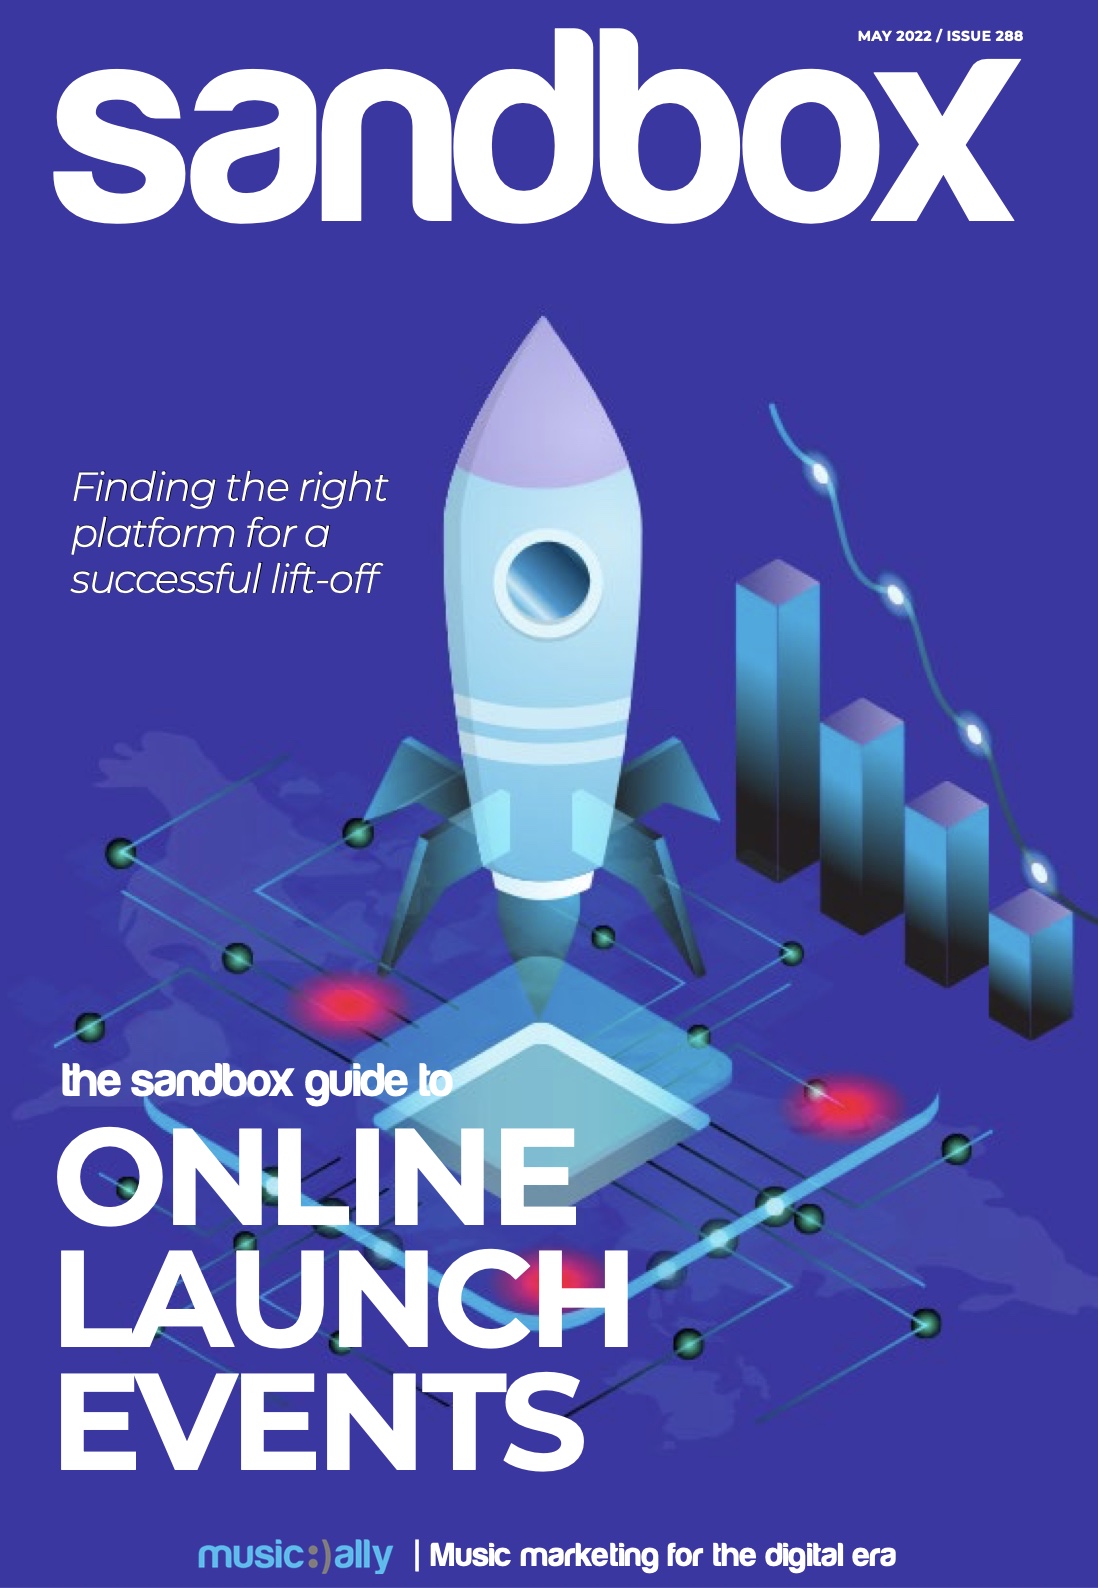 MAY 2022 / ISSUE 288
sandbox
Finding the right
platform for a
successful lift-off
the sandbox guide to
ONLINE
LAUNCH
EVENTS
music:)ally | Music marketing for the digital era